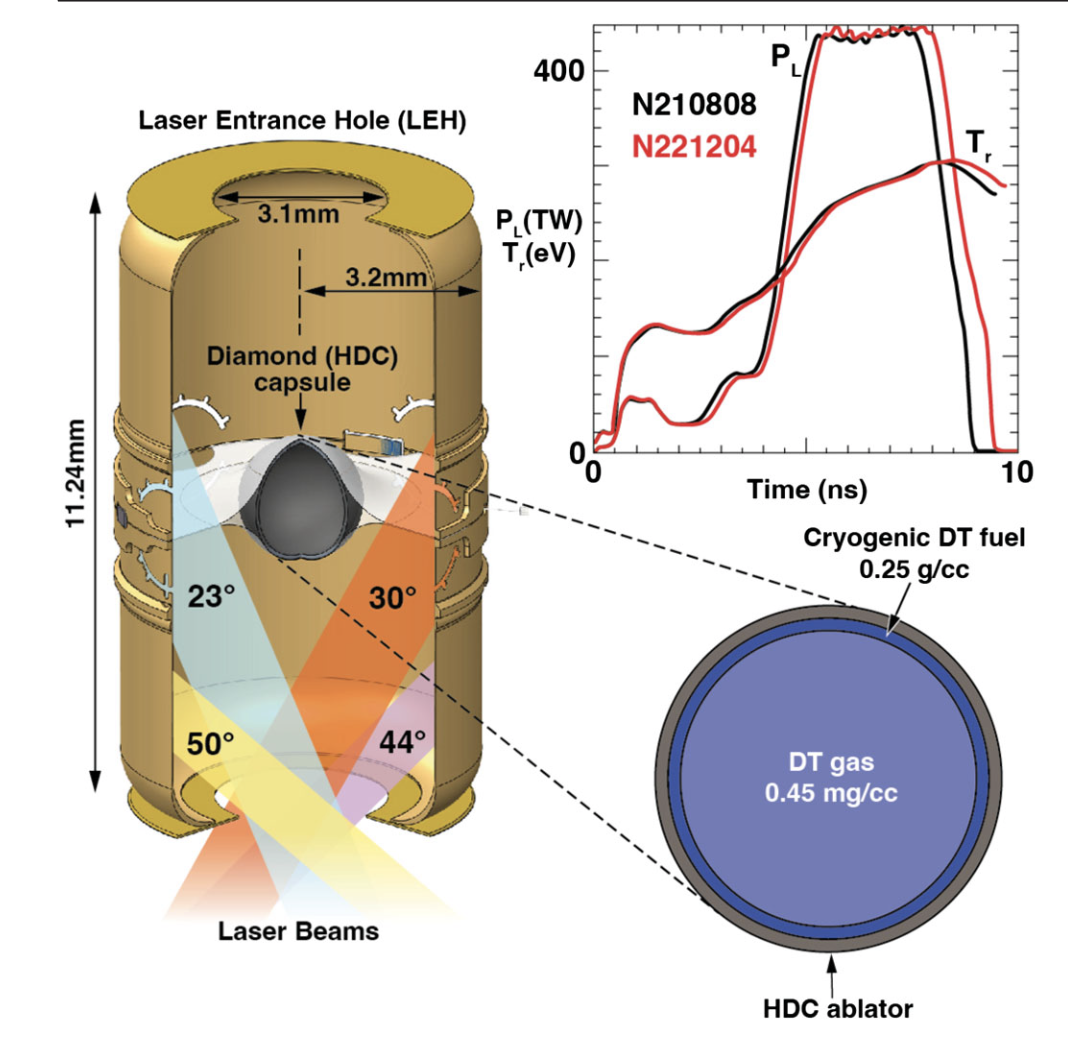 Laser Entrance Hole (LEH)
3.1mm
3.2mm
Diamond (HDC)
capsule
11.24mm
23°
30°
50°
44°
Laser Beams
400
P_L
N210808
N221204
T_r
P_L(TW)
T_r(eV)
0
0
10
Time (ns)
Cryogenic DT fuel
0.25 g/cc
DT gas
0.45 mg/cc
HDC ablator